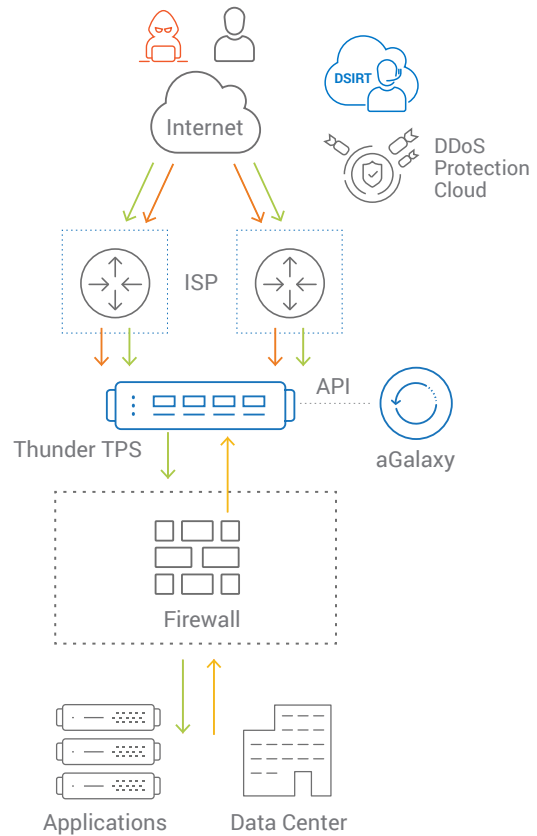 DSIRT
Internet
DDoS
Protection
Cloud
ISP
API
Thunder TPS
aGalaxy
Firewall
Applications
Data Center